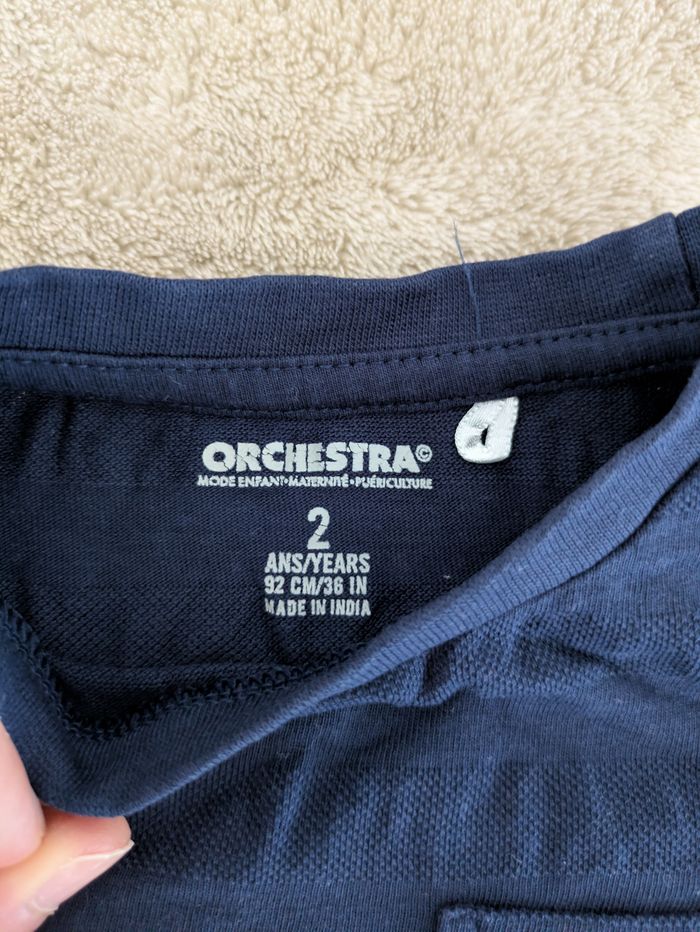 ORCHESTRA©
MODE ENFANT•MATERNITÉ•PUÉRICULTURE
2
ANS/YEARS
92 CM/36 IN
MADE IN INDIA